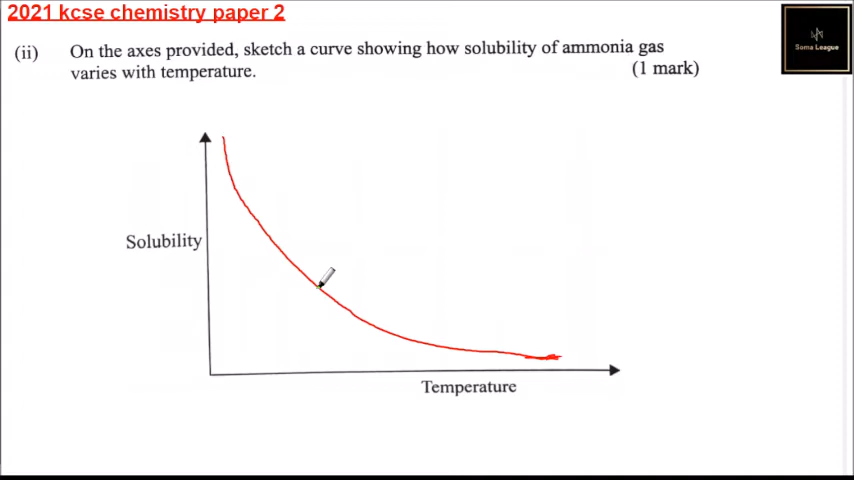 2021 kcse chemistry paper 2
Soma League
(ii) On the axes provided, sketch a curve showing how solubility of ammonia gas
varies with temperature. (1 mark)
Solubility
Temperature